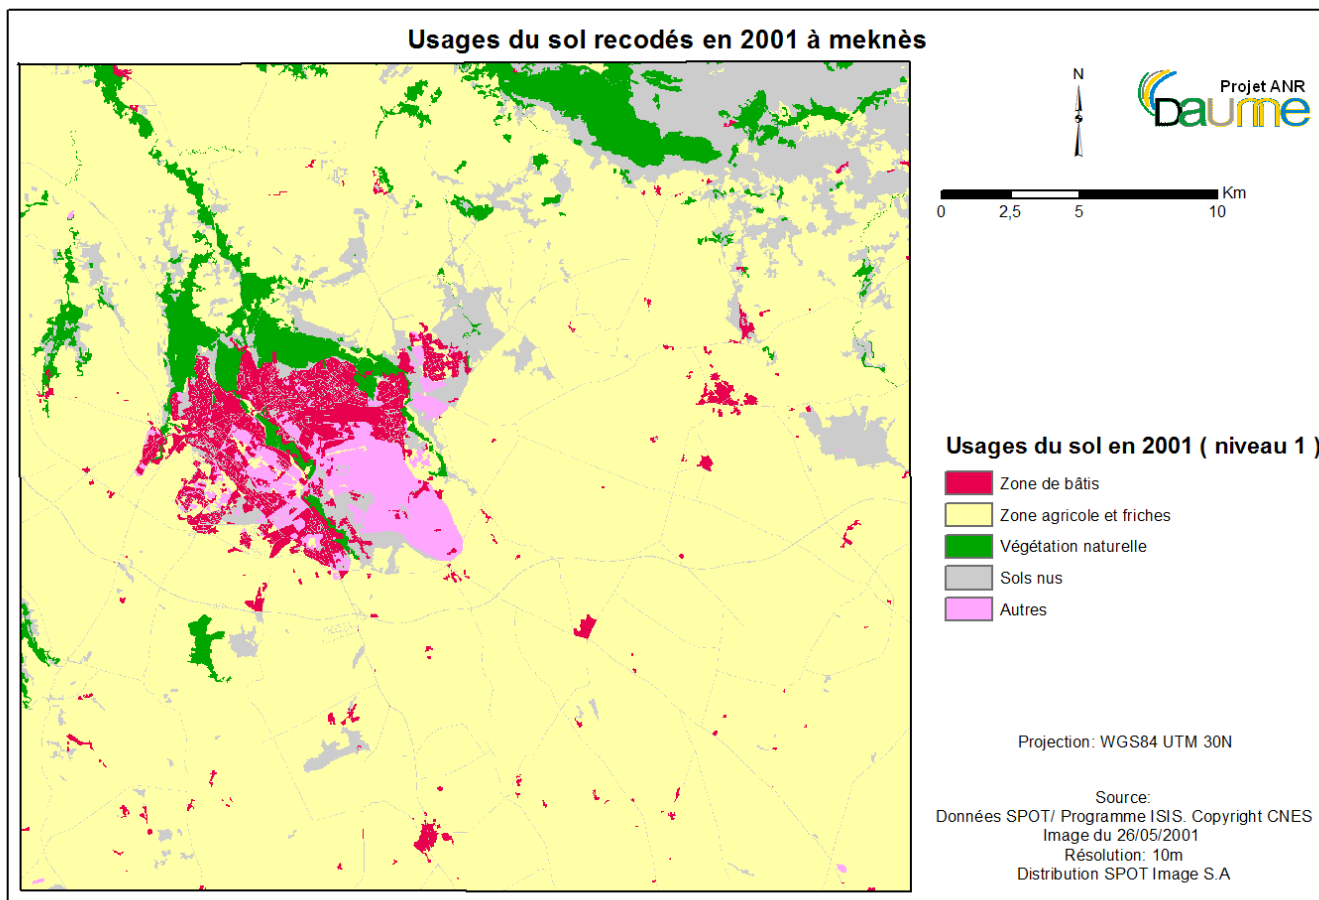 Usages du sol recodés en 2001 à meknès
N
Projet ANR
Daume
Km
0 2,5 5 10
Usages du sol en 2001 ( niveau 1 )
Zone de bâtis
Zone agricole et friches
Végétation naturelle
Sols nus
Autres
Projection: WGS84 UTM 30N
Source:
Données SPOT/ Programme ISIS. Copyright CNES
Image du 26/05/2001
Résolution: 10m
Distribution SPOT Image S.A